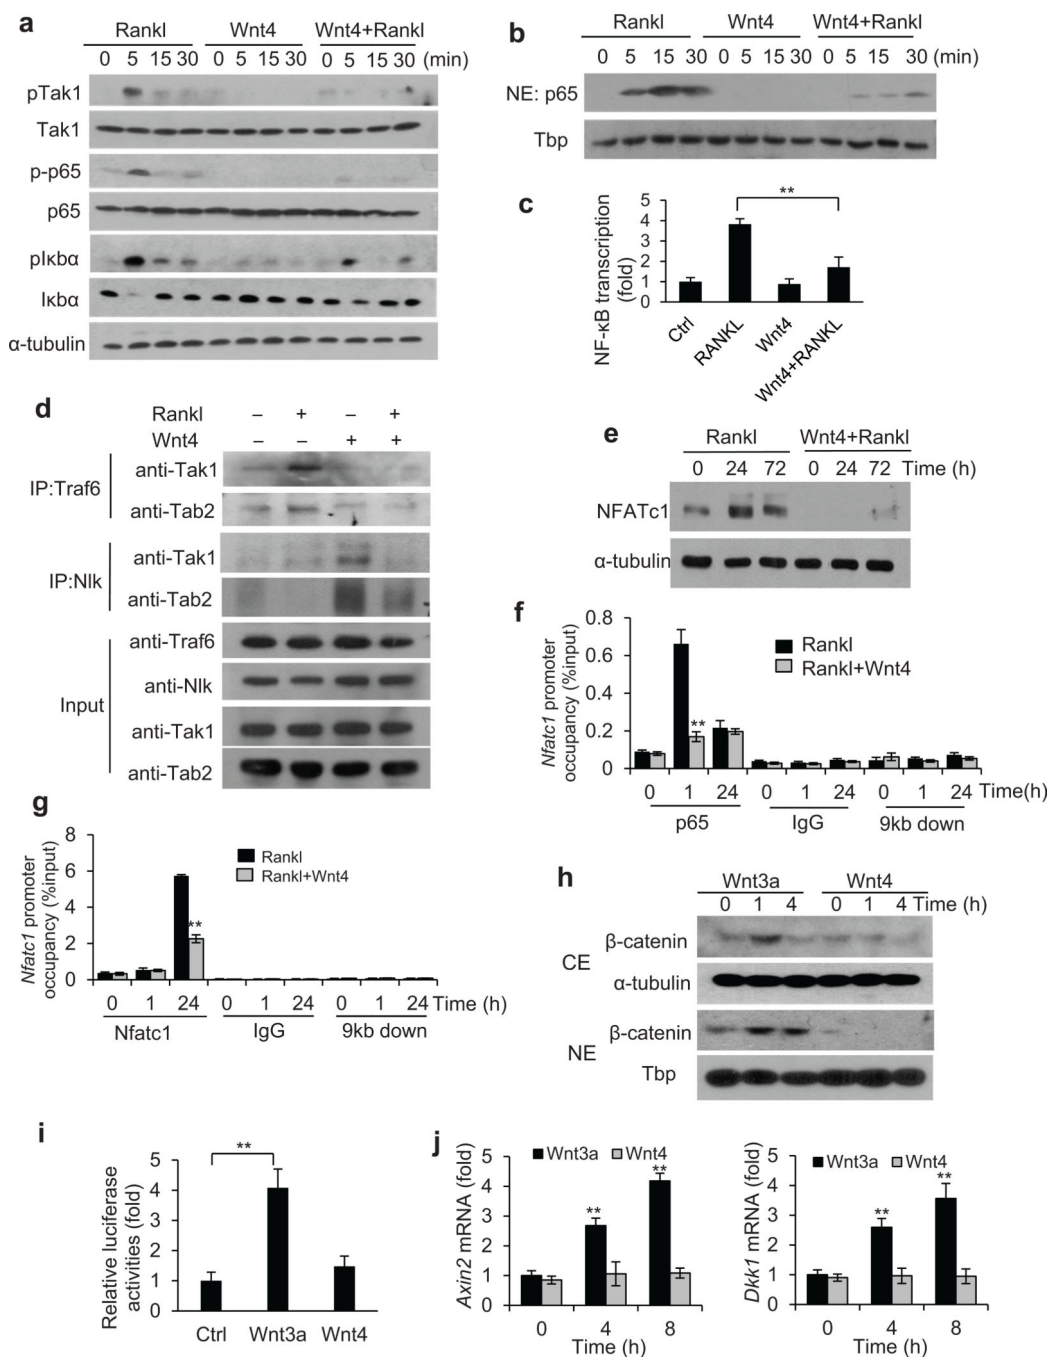 a
Rankl Wnt4 Wnt4+Rankl
0 5 15 30 0 5 15 30 0 5 15 30 (min)
pTak1
Tak1
p-p65
p65
pIκbα
Iκbα
α-tubulin
b
Rankl Wnt4 Wnt4+Rankl
0 5 15 30 0 5 15 30 0 5 15 30 (min)
NE: p65
Tbp
c
NF-κB transcription
(fold)
5
4
3
2
1
0
**
Ctrl
RANKL
Wnt4
Wnt4+RANKL
d
Rankl – + – +
Wnt4 – – + +
IP:Traf6
anti-Tak1
anti-Tab2
IP:Nlk
anti-Tak1
anti-Tab2
Input
anti-Traf6
anti-Nlk
anti-Tak1
anti-Tab2
e
Rankl Wnt4+Rankl
0 24 72 0 24 72 Time (h)
NFATc1
α-tubulin
f
Nfatc1 promoter
occupancy (%input)
0.8
0.6
0.4
0.2
0
Rankl
Rankl+Wnt4
**
0 1 24 0 1 24 0 1 24 Time(h)
p65 IgG 9kb down
g
Nfatc1 promoter
occupancy (%input)
8
6
4
2
0
Rankl
Rankl+Wnt4
**
0 1 24 0 1 24 0 1 24 Time (h)
Nfatc1 IgG 9kb down
h
Wnt3a Wnt4
0 1 4 0 1 4 Time (h)
CE
β-catenin
α-tubulin
NE
β-catenin
Tbp
i
Relative luciferase
activities (fold)
5
4
3
2
1
0
**
Ctrl Wnt3a Wnt4
j
Axin2 mRNA (fold)
5
4
3
2
1
0
Wnt3a Wnt4
** **
0 4 8
Time (h)
Dkk1 mRNA (fold)
5
4
3
2
1
0
Wnt3a Wnt4
** **
0 4 8
Time (h)